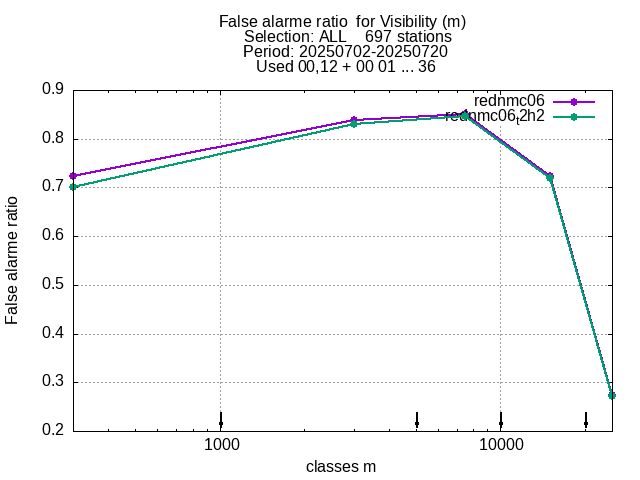 False alarme ratio  for Visibility (m)
Selection: ALL    697 stations
Period: 20250702-20250720
Used 00,12 + 00 01 ... 36
rednmc06
rednmc06t2h2
0.9
0.8
0.7
0.6
0.5
0.4
0.3
0.2
False alarme ratio
1000
10000
classes m